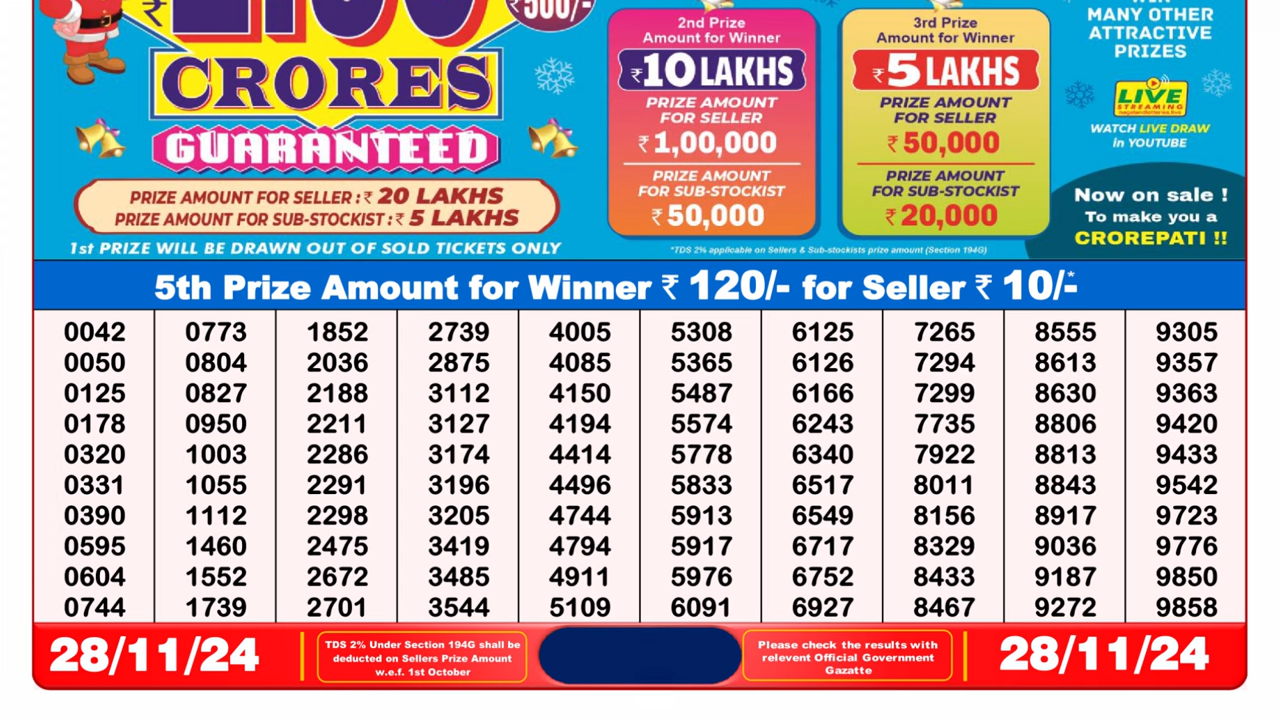 ₹500/-
CRORES
GUARANTEED
PRIZE AMOUNT FOR SELLER :₹ 20 LAKHS
PRIZE AMOUNT FOR SUB-STOCKIST :₹ 5 LAKHS
1st PRIZE WILL BE DRAWN OUT OF SOLD TICKETS ONLY
2nd Prize
Amount for Winner
₹10 LAKHS
PRIZE AMOUNT
FOR SELLER
₹ 1,00,000
PRIZE AMOUNT
FOR SUB-STOCKIST
₹ 50,000
3rd Prize
Amount for Winner
₹5 LAKHS
PRIZE AMOUNT
FOR SELLER
₹ 50,000
PRIZE AMOUNT
FOR SUB-STOCKIST
₹ 20,000
*TDS 2% applicable on Sellers & Sub-stockists prize amount (Section 194G)
MANY OTHER
ATTRACTIVE
PRIZES
LIVE
STREAMING
WATCH LIVE DRAW
in YOUTUBE
Now on sale !
To make you a
CROREPATI !!
5th Prize Amount for Winner ₹ 120/- for Seller ₹ 10/-*
0042 0773 1852 2739 4005 5308 6125 7265 8555 9305
0050 0804 2036 2875 4085 5365 6126 7294 8613 9357
0125 0827 2188 3112 4150 5487 6166 7299 8630 9363
0178 0950 2211 3127 4194 5574 6243 7735 8806 9420
0320 1003 2286 3174 4414 5778 6340 7922 8813 9433
0331 1055 2291 3196 4496 5833 6517 8011 8843 9542
0390 1112 2298 3205 4744 5913 6549 8156 8917 9723
0595 1460 2475 3419 4794 5917 6717 8329 9036 9776
0604 1552 2672 3485 4911 5976 6752 8433 9187 9850
0744 1739 2701 3544 5109 6091 6927 8467 9272 9858
28/11/24
TDS 2% Under Section 194G shall be
deducted on Sellers Prize Amount
w.e.f. 1st October
Please check the results with
relevent Official Government
Gazatte
28/11/24